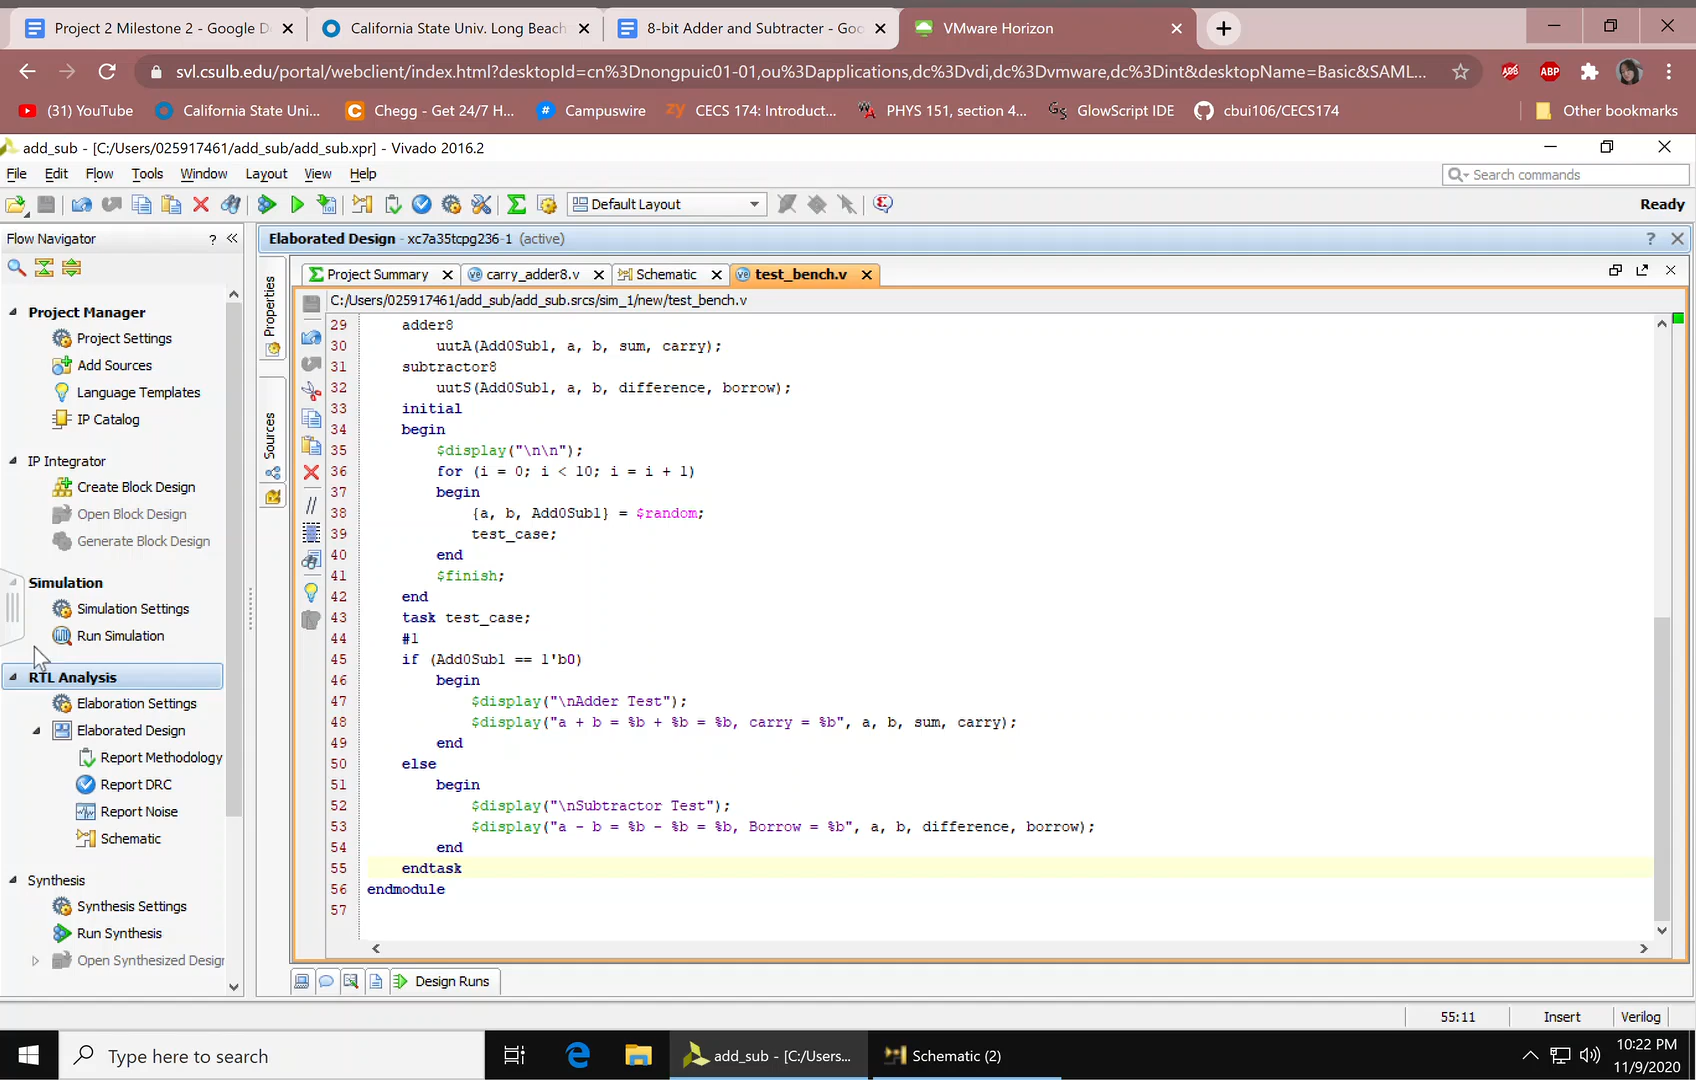 Project 2 Milestone 2 - Google D
California State Univ. Long Beach
8-bit Adder and Subtracter - Goo
VMware Horizon
svl.csulb.edu/portal/webclient/index.html?desktopId=cn%3Dnongpuic01-01,ou%3Dapplications,dc%3Dvdi,dc%3Dvmware,dc%3Dint&desktopName=Basic&SAML...
(31) YouTube
California State Uni...
Chegg - Get 24/7 H...
Campuswire
CECS 174: Introduct...
PHYS 151, section 4...
GlowScript IDE
cbui106/CECS174
Other bookmarks
add_sub - [C:/Users/025917461/add_sub/add_sub.xpr] - Vivado 2016.2
File Edit Flow Tools Window Layout View Help
Search commands
Default Layout
Ready
Flow Navigator
Elaborated Design - xc7a35tcpg236-1 (active)
Project Summary
carry_adder8.v
Schematic
test_bench.v
C:/Users/025917461/add_sub/add_sub.srcs/sim_1/new/test_bench.v
Properties
Sources
Project Manager
Project Settings
Add Sources
Language Templates
IP Catalog
IP Integrator
Create Block Design
Open Block Design
Generate Block Design
Simulation
Simulation Settings
Run Simulation
RTL Analysis
Elaboration Settings
Elaborated Design
Report Methodology
Report DRC
Report Noise
Schematic
Synthesis
Synthesis Settings
Run Synthesis
Open Synthesized Design
29 adder8
30 uutA(Add0Sub1, a, b, sum, carry);
31 subtractor8
32 uutS(Add0Sub1, a, b, difference, borrow);
33 initial
34 begin
35 $display("\n\n");
36 for (i = 0; i < 10; i = i + 1)
37 begin
38 {a, b, Add0Sub1} = $random;
39 test_case;
40 end
41 $finish;
42 end
43 task test_case;
44 #1
45 if (Add0Sub1 == 1'b0)
46 begin
47 $display("\nAdder Test");
48 $display("a + b = %b + %b = %b, carry = %b", a, b, sum, carry);
49 end
50 else
51 begin
52 $display("\nSubtractor Test");
53 $display("a - b = %b - %b = %b, Borrow = %b", a, b, difference, borrow);
54 end
55 endtask
56 endmodule
57
Design Runs
55:11
Insert
Verilog
Type here to search
add_sub - [C:/Users...
Schematic (2)
10:22 PM
11/9/2020